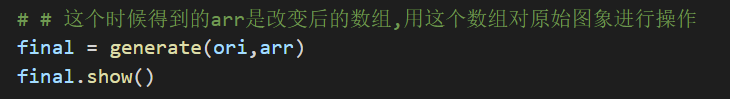 # # 这个时候得到的arr是改变后的数组,用这个数组对原始图象进行操作
final = generate(ori,arr)
final.show()